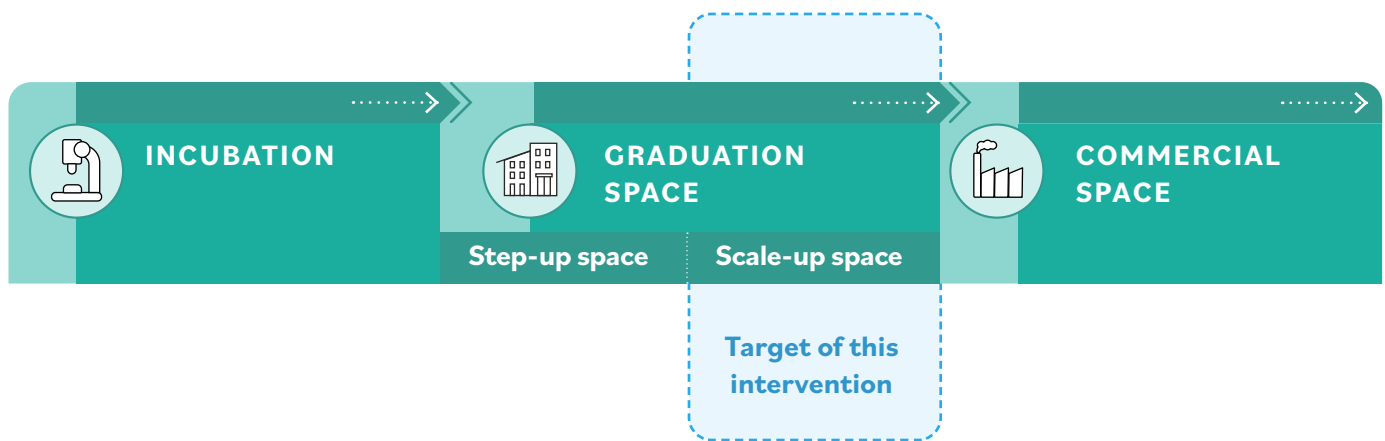 INCUBATION
GRADUATION
SPACE
COMMERCIAL
SPACE
Step-up space
Scale-up space
Target of this
intervention